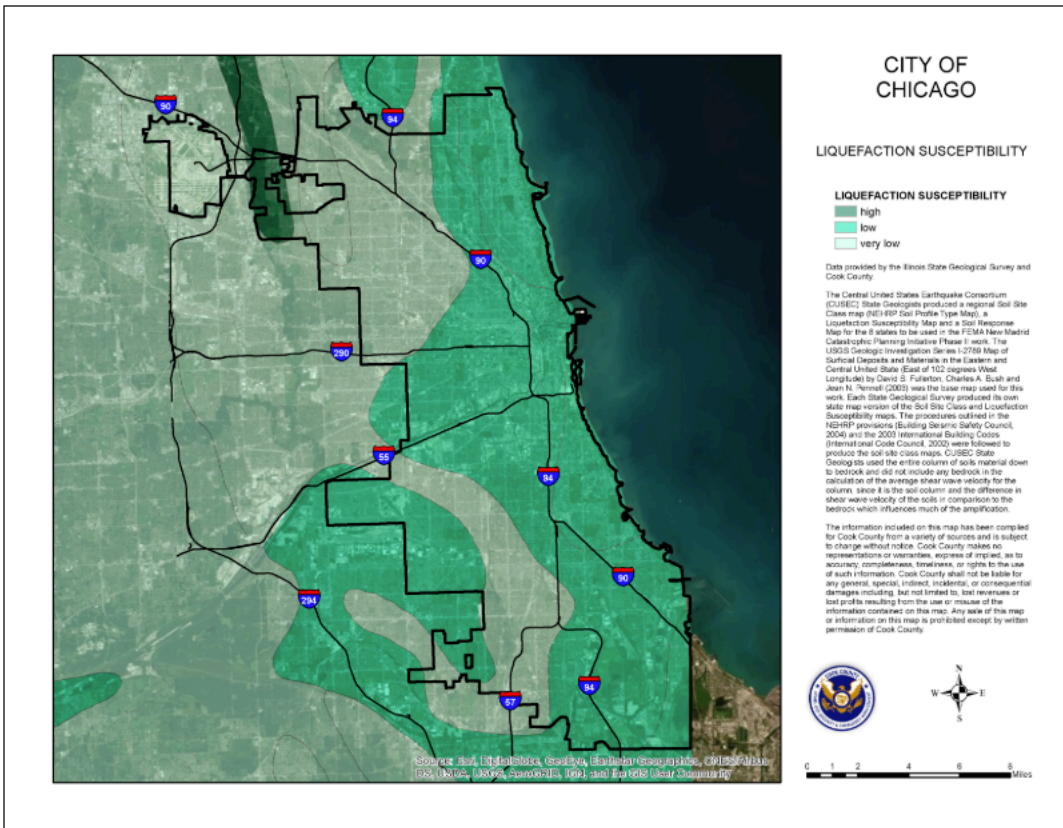 CITY OF
CHICAGO
LIQUEFACTION SUSCEPTIBILITY
LIQUEFACTION SUSCEPTIBILITY
high
low
very low
Data provided by the Illinois State Geological Survey and
Cook County.
The Central United States Earthquake Consortium
(CUSEC) State Geologists produced a regional Soil Site
Class map (NEHRP Soil Profile Type Map), a
Liquefaction Susceptibility Map and a Soil Response
Map for the 8 states to be used in the FEMA New Madrid
Catastrophic Planning Initiative Phase II work. The
USGS Geologic Investigation Series I-2789 Map of
Surficial Deposits and Materials in the Eastern and
Central United State (East of 102 degrees West
Longitude) by David S. Fullerton, Charles A. Bush and
Jean N. Pennell (2003) was the base map used for this
work. Each State Geological Survey produced its own
state map version of the Soil Site Class and Liquefaction
Susceptibility maps. The procedures outlined in the
NEHRP provisions (Building Seismic Safety Council,
2004) and the 2003 International Building Codes
(International Code Council, 2002) were followed to
produce the soil site class maps. CUSEC State
Geologists used the entire column of soils material down
to bedrock and did not include any bedrock in the
calculation of the average shear wave velocity for the
column, since it is the soil column and the difference in
shear wave velocity of the soils in comparison to the
bedrock which influences much of the amplification.
The information included on this map has been compiled
for Cook County from a variety of sources and is subject
to change without notice. Cook County makes no
representations or warranties, express of implied, as to
accuracy, completeness, timeliness, or rights to the use
of such information. Cook County shall not be liable for
any general, special, indirect, incidental, or consequential
damages including, but not limited to, lost revenues or
lost profits resulting from the use or misuse of the
information contained on this map. Any sale of this map
or information on this map is prohibited except by written
permission of Cook County.
90
94
90
290
55
94
90
294
57
94
N
W E
S
0 1 2 4 6 8
Miles
Source: Esri, DigitalGlobe, GeoEye, Earthstar Geographics, CNES/Airbus
DS, USDA, USGS, AeroGRID, IGN, and the GIS User Community
COOK COUNTY